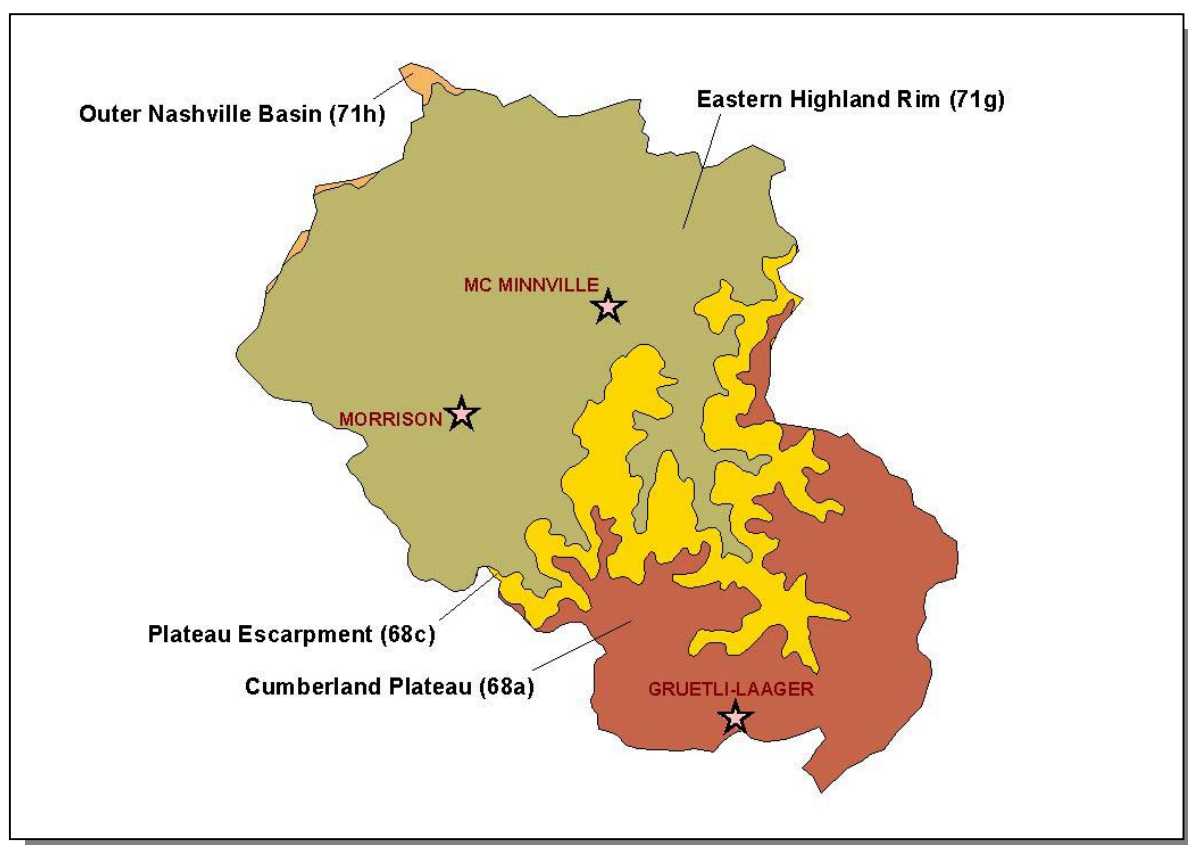 Outer Nashville Basin (71h)
Eastern Highland Rim (71g)
MC MINNVILLE
MORRISON
Plateau Escarpment (68c)
Cumberland Plateau (68a)
GRUETLI-LAAGER